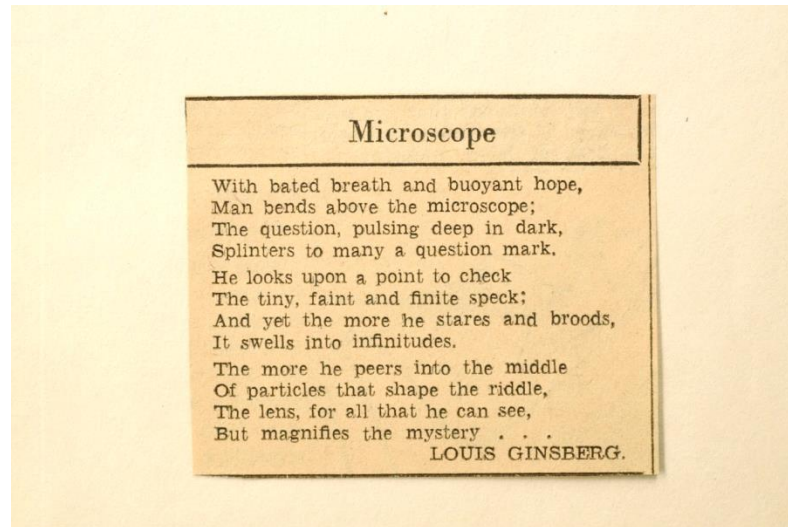 Microscope
With bated breath and buoyant hope,
Man bends above the microscope;
The question, pulsing deep in dark,
Splinters to many a question mark.
He looks upon a point to check
The tiny, faint and finite speck;
And yet the more he stares and broods,
It swells into infinitudes.
The more he peers into the middle
Of particles that shape the riddle,
The lens, for all that he can see,
But magnifies the mystery . . .
LOUIS GINSBERG.